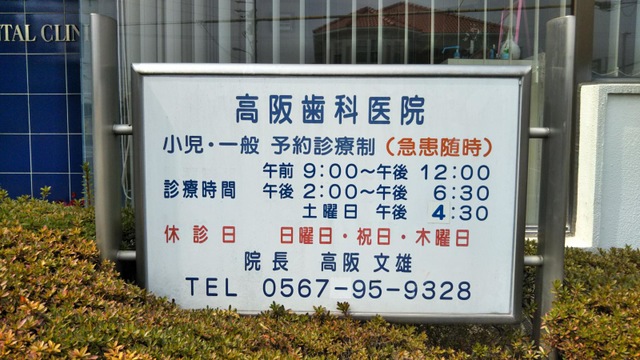 NTAL CLINI
高阪歯科医院
小児・一般 予約診療制(急患随時)
午前 9:00〜午後 12:00
診療時間 午後 2:00〜午後 6:30
土曜日 午後 4:30
休診日 日曜日・祝日・木曜日
院長 高阪 文雄
TEL 0567-95-9328